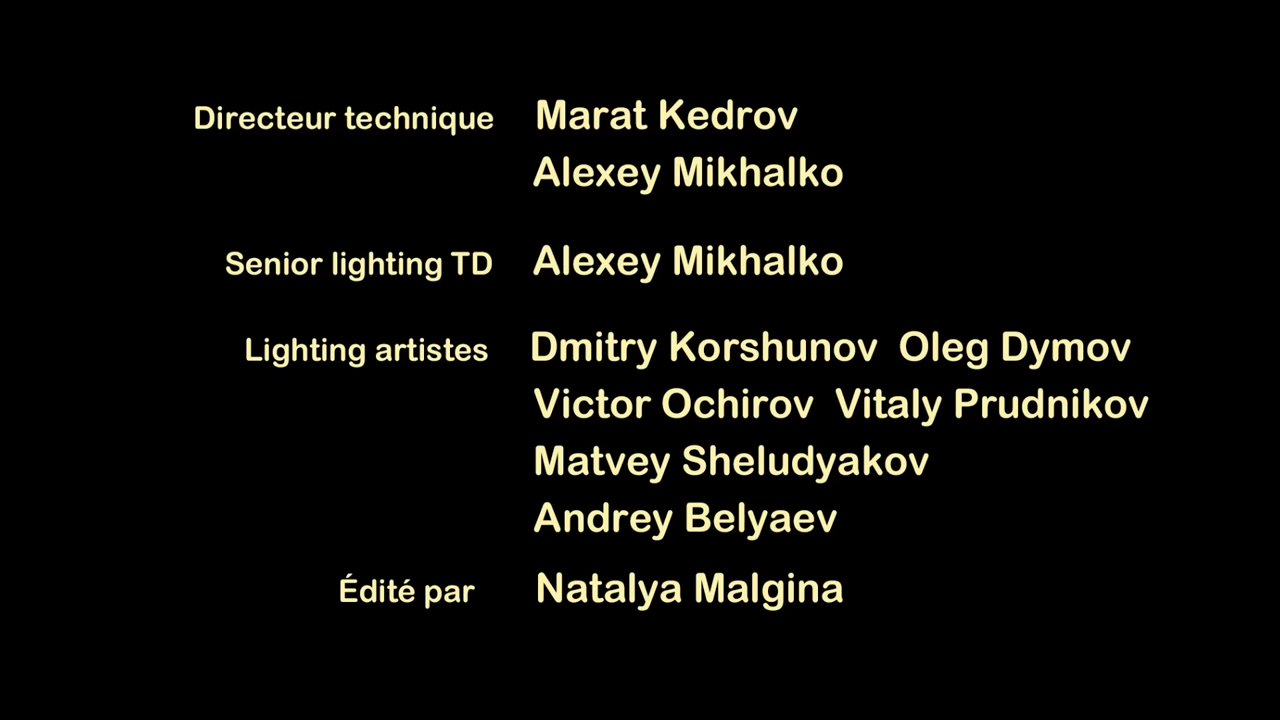 Directeur technique Marat Kedrov
Alexey Mikhalko
Senior lighting TD Alexey Mikhalko
Lighting artistes Dmitry Korshunov Oleg Dymov
Victor Ochirov Vitaly Prudnikov
Matvey Sheludyakov
Andrey Belyaev
Édité par Natalya Malgina